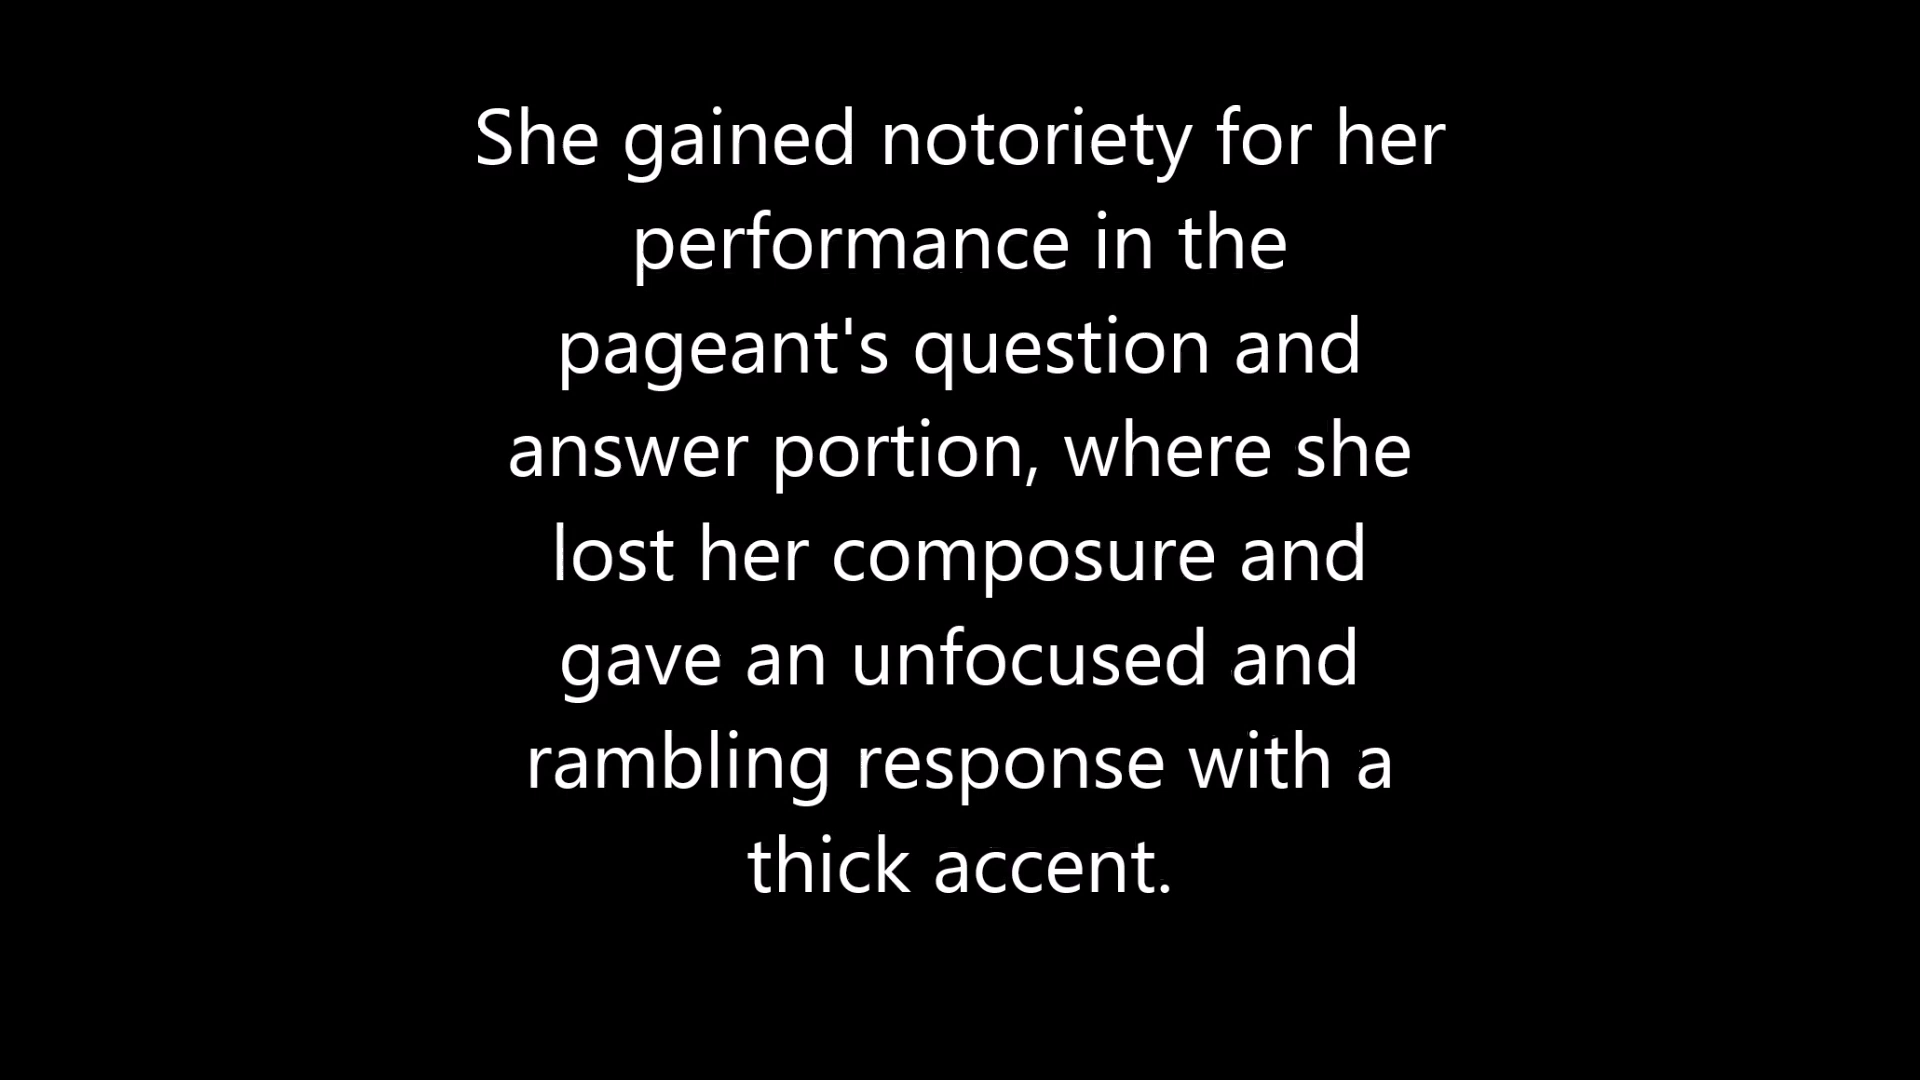 She gained notoriety for her
performance in the
pageant's question and
answer portion, where she
lost her composure and
gave an unfocused and
rambling response with a
thick accent.